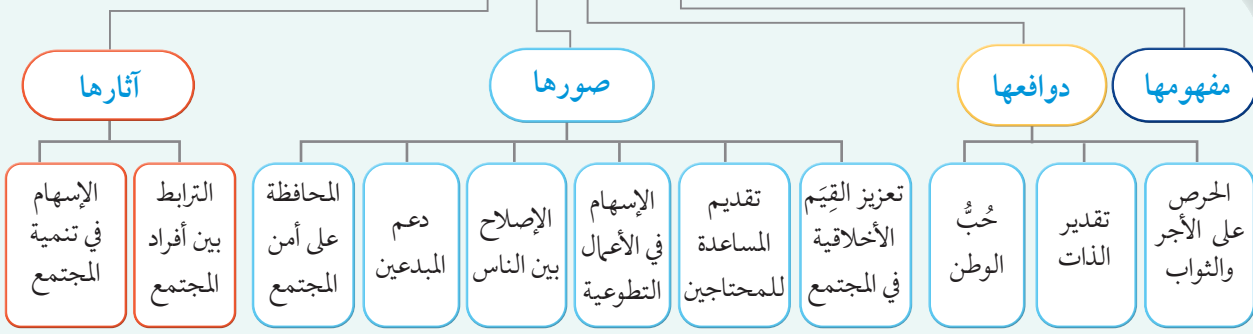 مفهومها
دوافعها
صورها
آثارها
الحرص
على الأجر
والثواب
تقدير
الذات
حُبُّ
الوطن
تعزيز القِيَم
الأخلاقية
في المجتمع
تقديم
المساعدة
للمحتاجين
الإسهام
في الأعمال
التطوعية
الإصلاح
بين الناس
دعم
المبدعين
المحافظة
على أمن
المجتمع
الترابط
بين أفراد
المجتمع
الإسهام
في تنمية
المجتمع